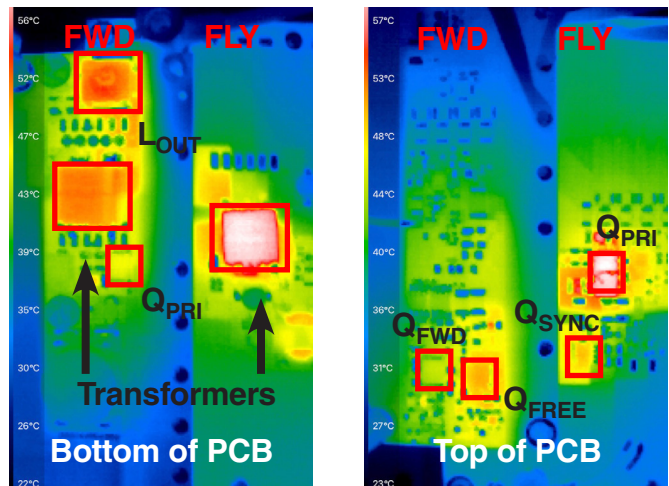 56°C
52°C
47°C
43°C
39°C
35°C
30°C
26°C
22°C
FWD
FLY
LOUT
QPRI
Transformers
Bottom of PCB
57°C
53°C
48°C
44°C
40°C
36°C
31°C
27°C
23°C
FWD
FLY
QPRI
QFWD
QSYNC
QFREE
Top of PCB